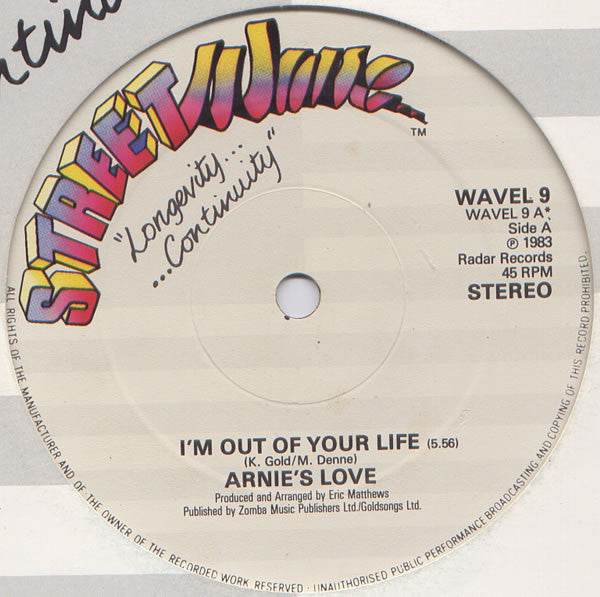 STREET Wave
TM
"Longevity...
...Continuity"
WAVEL 9
WAVEL 9 A*
Side A
Ⓟ 1983
Radar Records
45 RPM
STEREO
I'M OUT OF YOUR LIFE (5.56)
(K. Gold/M. Denne)
ARNIE'S LOVE
Produced and Arranged by Eric Matthews
Published by Zomba Music Publishers Ltd./Goldsongs Ltd.
ALL RIGHTS OF THE MANUFACTURER AND OF THE OWNER OF THE RECORDED WORK RESERVED · UNAUTHORISED PUBLIC PERFORMANCE BROADCASTING AND COPYING OF THIS RECORD PROHIBITED.